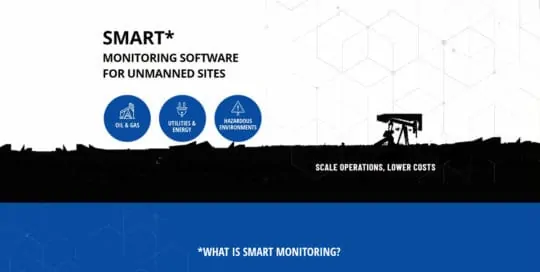 SMART*
MONITORING SOFTWARE
FOR UNMANNED SITES
OIL & GAS
UTILITIES &
ENERGY
HAZARDOUS
ENVIRONMENTS
SCALE OPERATIONS, LOWER COSTS
*WHAT IS SMART MONITORING?